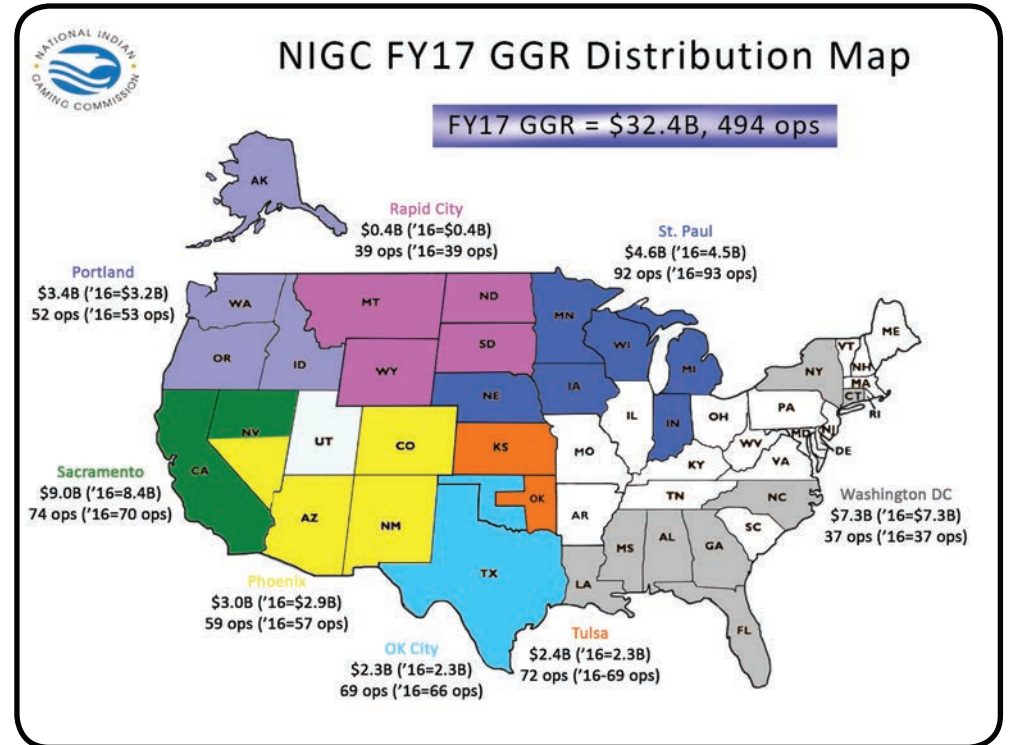 NATIONAL INDIAN
GAMING COMMISSION
NIGC FY17 GGR Distribution Map
FY17 GGR = $32.4B, 494 ops
AK
Rapid City
$0.4B ('16=$0.4B)
39 ops ('16=39 ops)
St. Paul
$4.6B ('16=4.5B)
92 ops ('16=93 ops)
Portland
$3.4B ('16=$3.2B)
52 ops ('16=53 ops)
WA
MT
ND
MN
ME
OR
ID
WY
SD
WI
MI
VT
NH
NY
MA
CT
RI
NE
IA
NV
UT
CO
KS
MO
IL
IN
OH
PA
NJ
MD
DE
WV
VA
KY
CA
Sacramento
$9.0B ('16=8.4B)
74 ops ('16=70 ops)
AZ
NM
OK
AR
TN
NC
SC
Washington DC
$7.3B ('16=$7.3B)
37 ops ('16=37 ops)
TX
LA
MS
AL
GA
FL
Phoenix
$3.0B ('16=$2.9B)
59 ops ('16=57 ops)
OK City
$2.3B ('16=2.3B)
69 ops ('16=66 ops)
Tulsa
$2.4B ('16=2.3B)
72 ops ('16-69 ops)